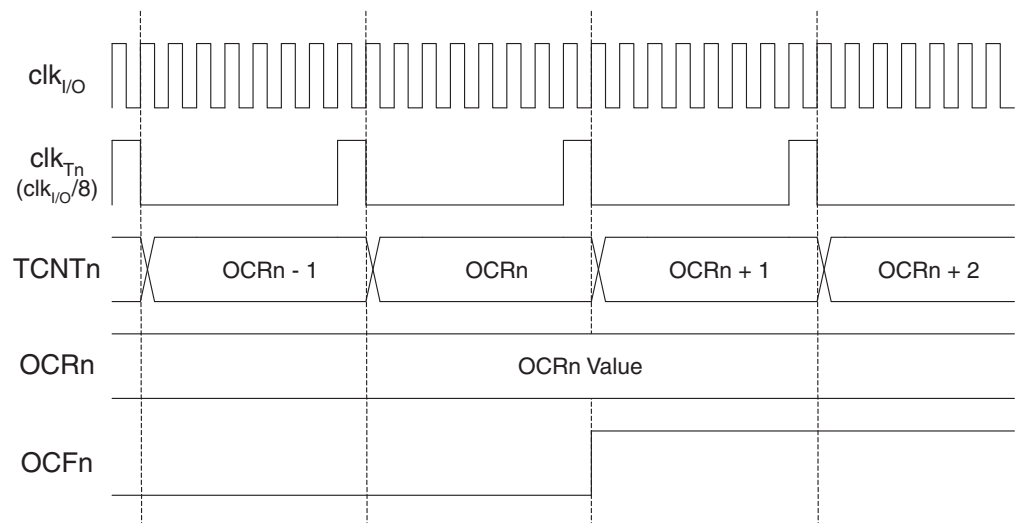 clkI/O
clkTn
(clkI/O/8)
TCNTn
OCRn - 1
OCRn
OCRn + 1
OCRn + 2
OCRn
OCRn Value
OCFn